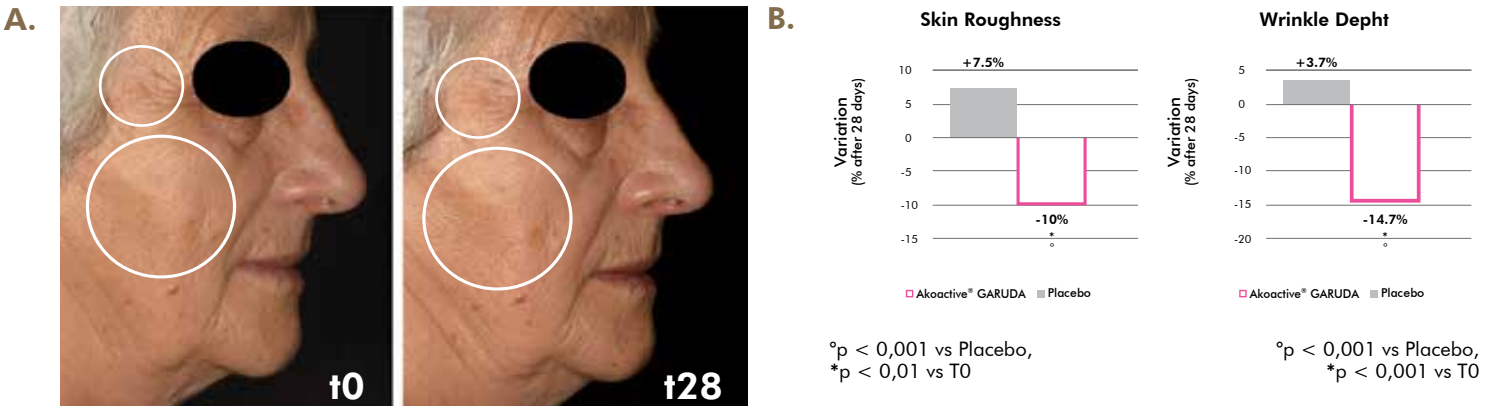 A.
t0
t28
B.
Skin Roughness
+7.5%
10
5
0
-5
-10
-15
Variation
(% after 28 days)
-10%
*
°
Akoactive® GARUDA Placebo
°p < 0,001 vs Placebo,
*p < 0,01 vs T0
Wrinkle Depht
+3.7%
5
0
-5
-10
-15
-20
Variation
(% after 28 days)
-14.7%
*
°
Akoactive® GARUDA Placebo
°p < 0,001 vs Placebo,
*p < 0,001 vs T0